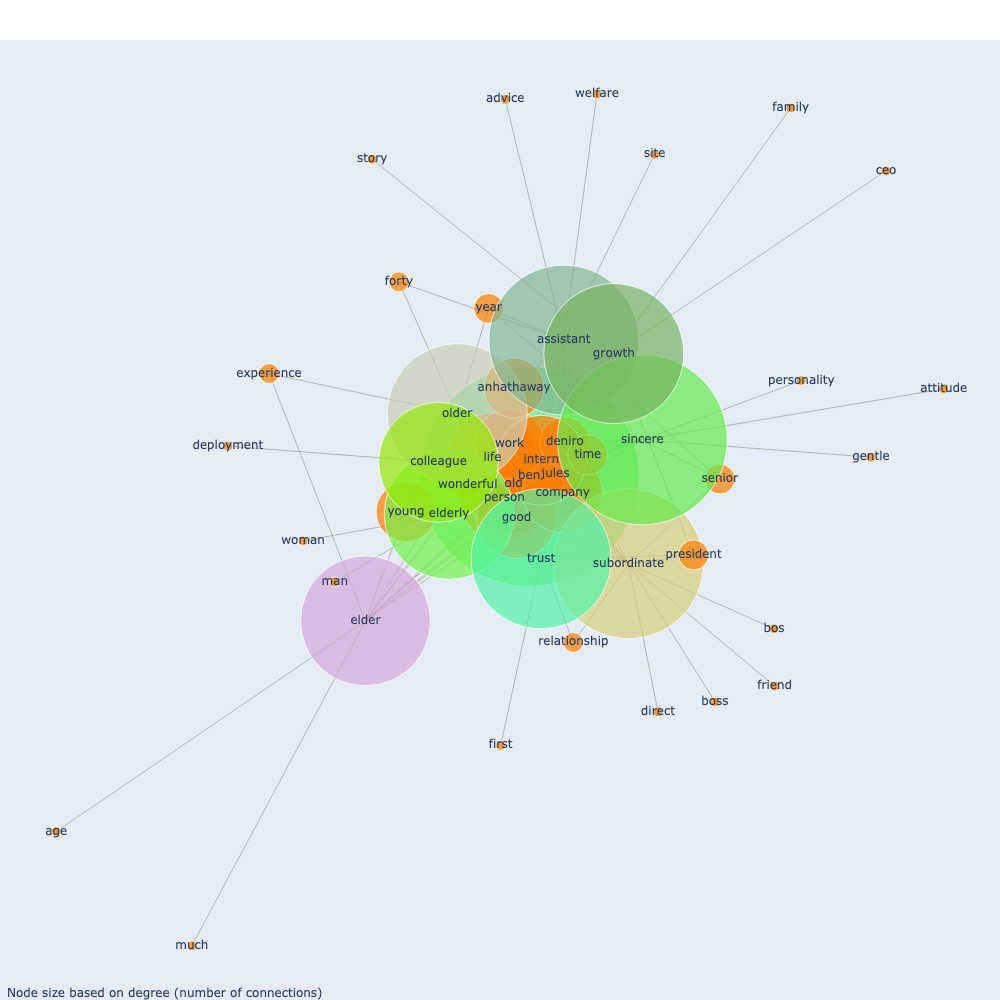 advice
welfare
family
story
site
ceo
forty
year
assistant
growth
experience
anhathaway
personality
attitude
older
deployment
work
deniro
sincere
colleague
life
intern
time
gentle
benjules
senior
wonderful
old
person
company
young
elderly
good
woman
trust
subordinate
president
man
elder
relationship
bos
friend
direct
boss
first
age
much
Node size based on degree (number of connections)